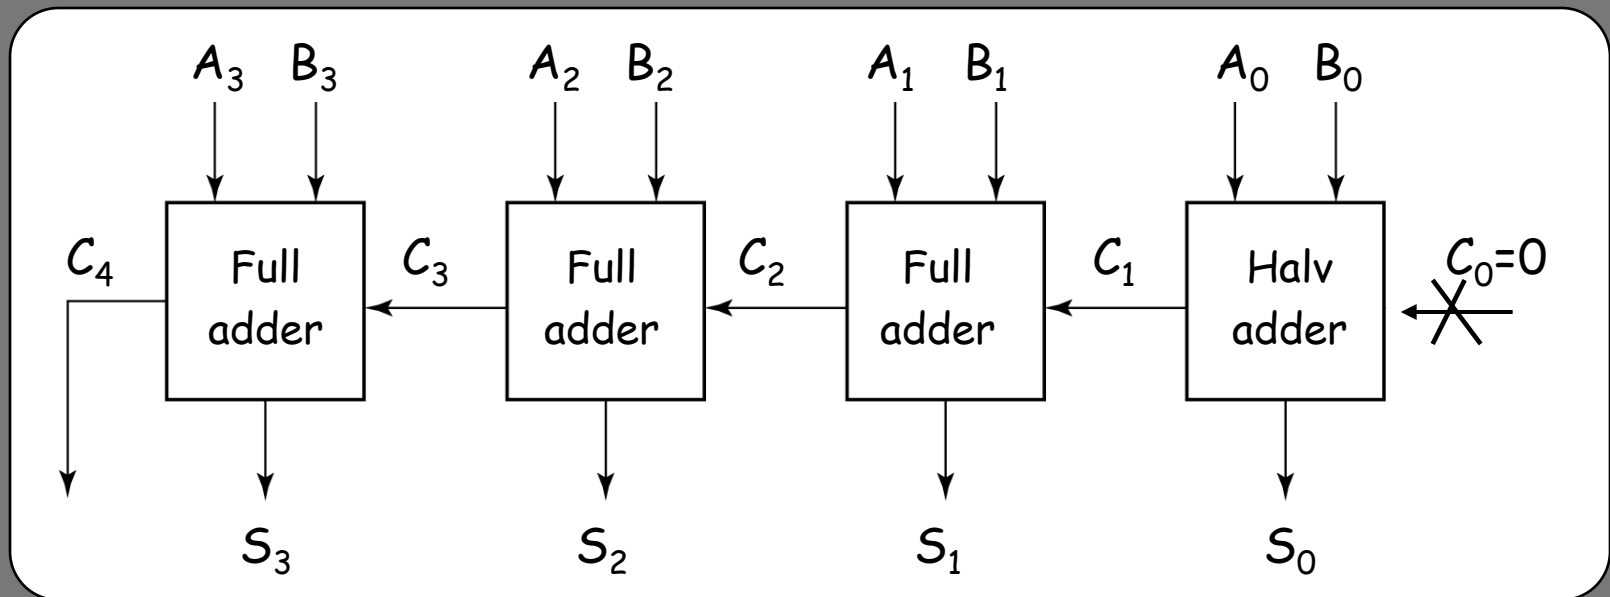 A₃ B₃ A₂ B₂ A₁ B₁ A₀ B₀
C₄ Full adder C₃ Full adder C₂ Full adder C₁ Halv adder C₀=0
S₃ S₂ S₁ S₀